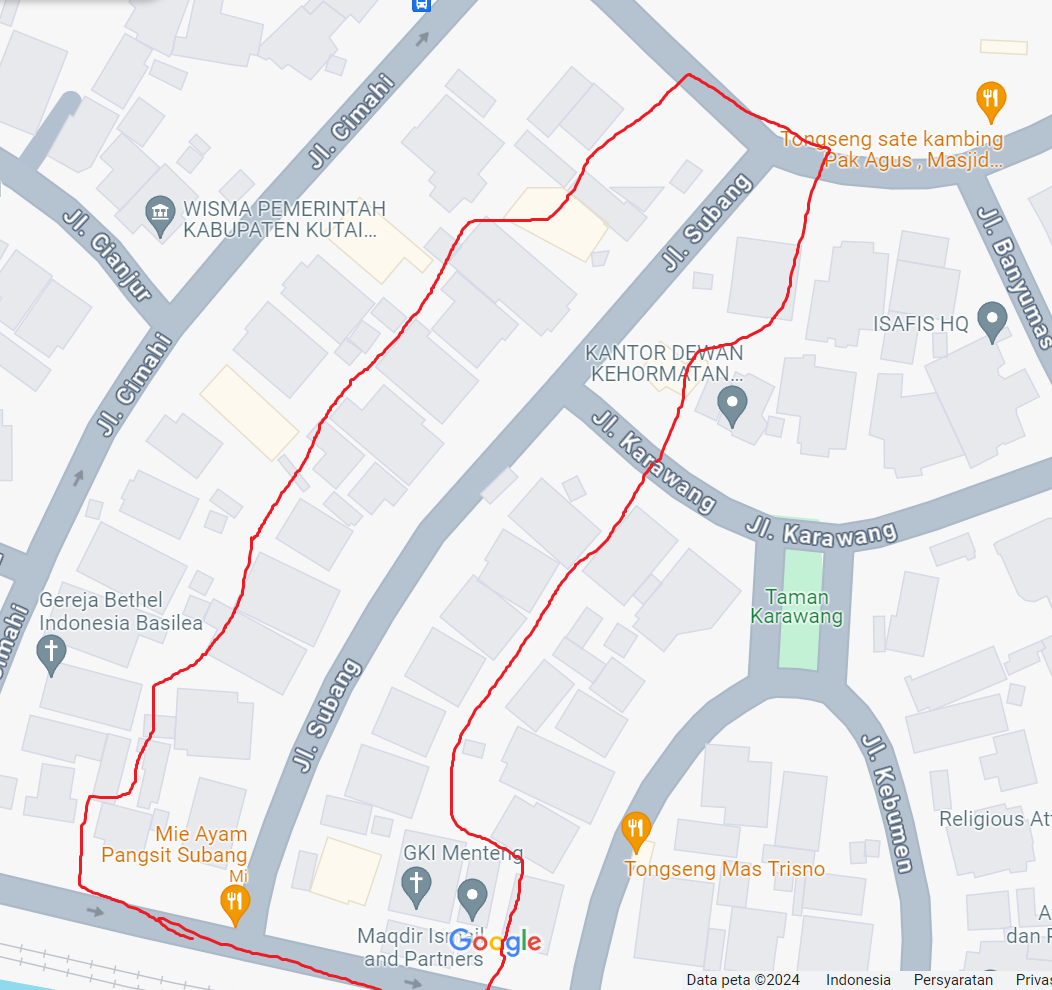 Jl. Cimahi
Tongseng sate kambing
Pak Agus , Masjid...
WISMA PEMERINTAH
KABUPATEN KUTAI...
Jl. Cianjur
Jl. Subang
Jl. Banyumas
ISAFIS HQ
KANTOR DEWAN
KEHORMATAN...
Jl. Cimahi
Jl. Karawang
Jl. Karawang
Gereja Bethel
Indonesia Basilea
Taman
Karawang
Jl. Subang
Jl. Kebumen
Mie Ayam
Pangsit Subang
Mi
GKI Menteng
Tongseng Mas Trisno
Religious Att
Maqdir Ismail
and Partners
Google
A
dan P
Data peta ©2024
Indonesia
Persyaratan
Privas